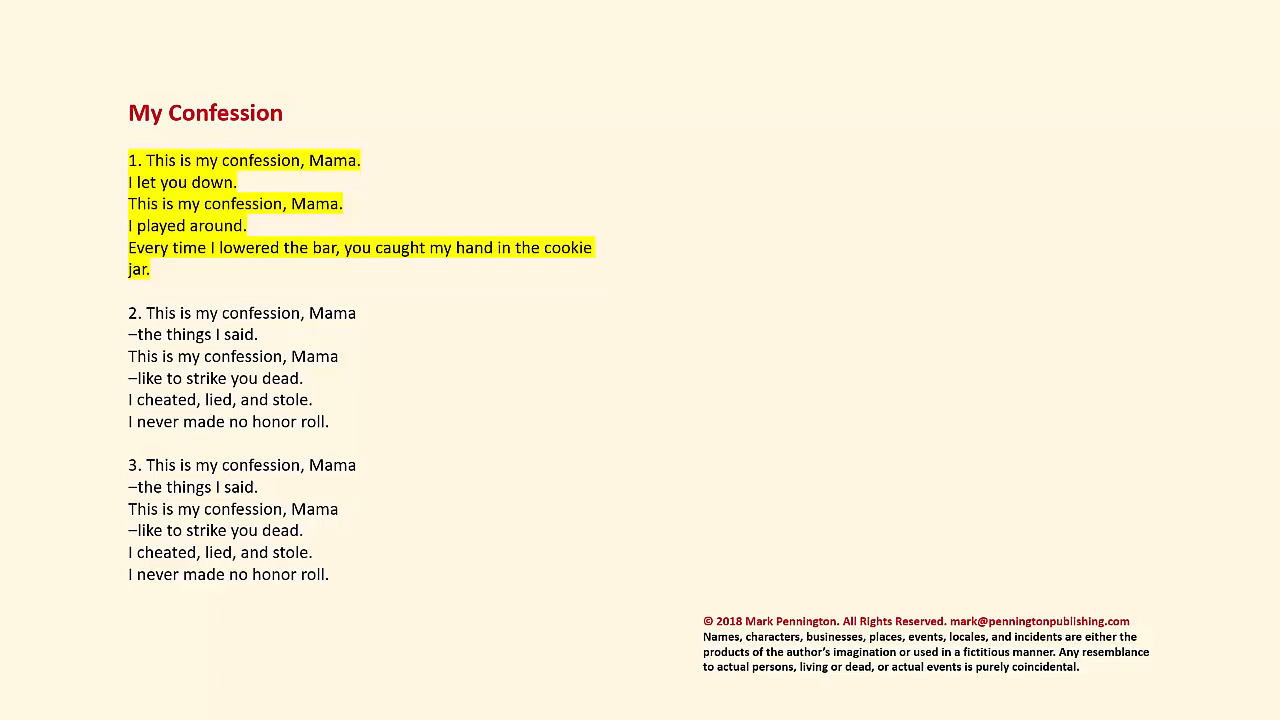 My Confession
1. This is my confession, Mama.
I let you down.
This is my confession, Mama.
I played around.
Every time I lowered the bar, you caught my hand in the cookie
jar.
2. This is my confession, Mama
–the things I said.
This is my confession, Mama
–like to strike you dead.
I cheated, lied, and stole.
I never made no honor roll.
3. This is my confession, Mama
–the things I said.
This is my confession, Mama
–like to strike you dead.
I cheated, lied, and stole.
I never made no honor roll.
© 2018 Mark Pennington. All Rights Reserved. mark@penningtonpublishing.com
Names, characters, businesses, places, events, locales, and incidents are either the
products of the author’s imagination or used in a fictitious manner. Any resemblance
to actual persons, living or dead, or actual events is purely coincidental.